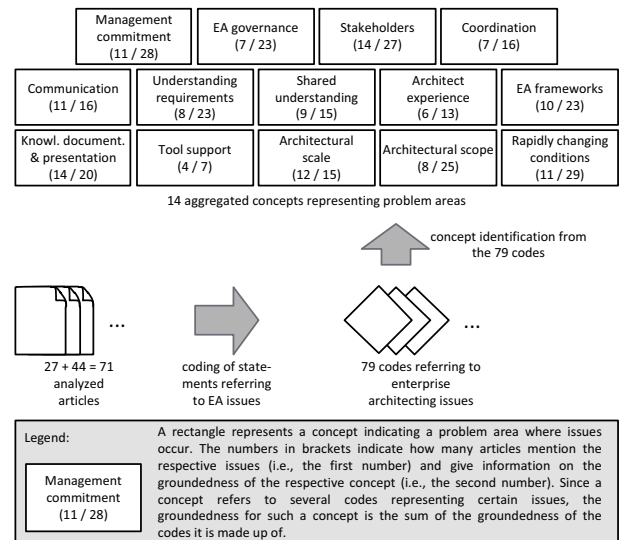 Management
commitment
(11 / 28)
EA governance
(7 / 23)
Stakeholders
(14 / 27)
Coordination
(7 / 16)
Communication
(11 / 16)
Understanding
requirements
(8 / 23)
Shared
understanding
(9 / 15)
Architect
experience
(6 / 13)
EA frameworks
(10 / 23)
Knowl. document.
& presentation
(14 / 20)
Tool support
(4 / 7)
Architectural
scale
(12 / 15)
Architectural scope
(8 / 25)
Rapidly changing
conditions
(11 / 29)
14 aggregated concepts representing problem areas
concept identification from
the 79 codes
...
...
27 + 44 = 71
analyzed
articles
coding of state-
ments referring
to EA issues
79 codes referring to
enterprise
architecting issues
Legend:
Management
commitment
(11 / 28)
A rectangle represents a concept indicating a problem area where issues
occur. The numbers in brackets indicate how many articles mention the
respective issues (i.e., the first number) and give information on the
groundedness of the respective concept (i.e., the second number). Since a
concept refers to several codes representing certain issues, the
groundedness for such a concept is the sum of the groundedness of the
codes it is made up of.